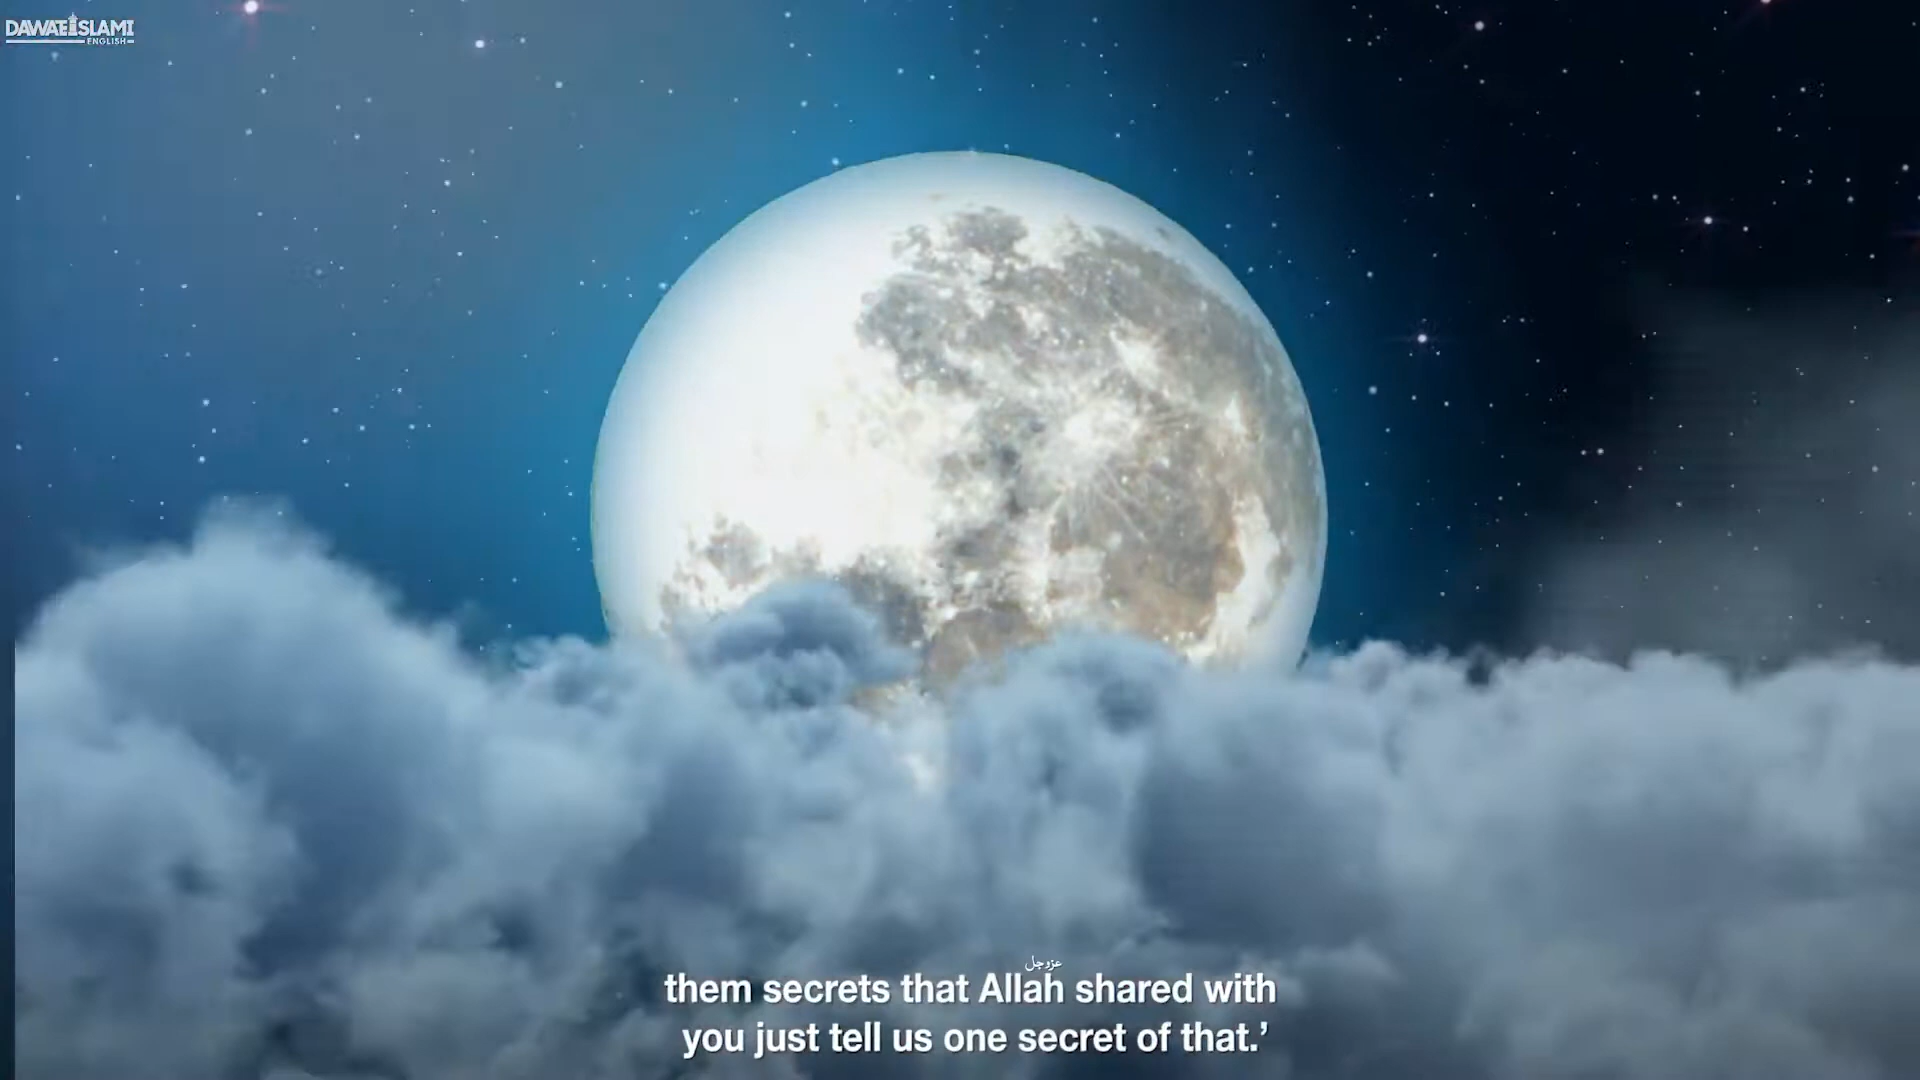 DAWATEISLAMI
ENGLISH
عزوجل
them secrets that Allah shared with
you just tell us one secret of that.’